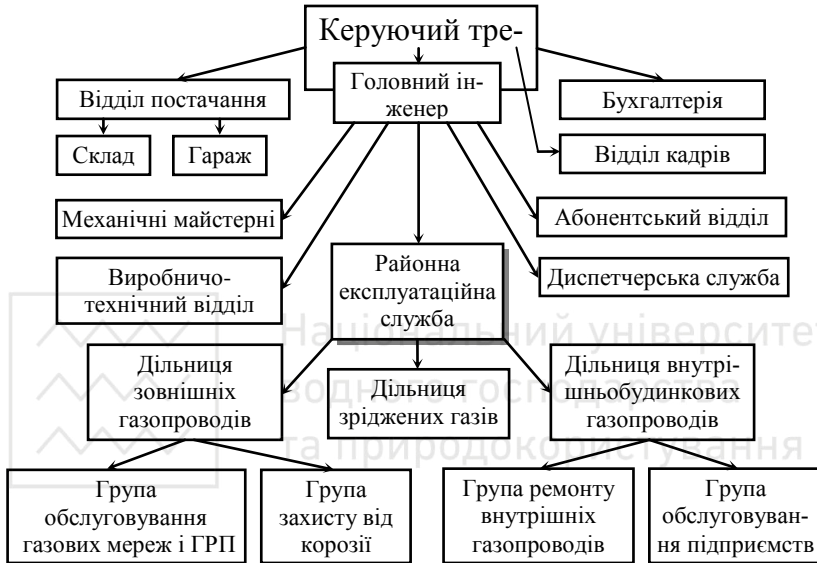 Керуючий тре-
Головний ін-
женер
Відділ постачання
Бухгалтерія
Склад
Гараж
Відділ кадрів
Механічні майстерні
Абонентський відділ
Виробничо-
технічний відділ
Районна
експлуатаційна
служба
Диспетчерська служба
Національний університет
водного господарства
та природокористування
Дільниця
зовнішніх
газопроводів
Дільниця
зріджених газів
Дільниця внутрі-
шньобудинкових
газопроводів
Група
обслуговування
газових мереж і ГРП
Група
захисту від
корозії
Група ремонту
внутрішніх
газопроводів
Група
обслуговуван-
ня підприємств